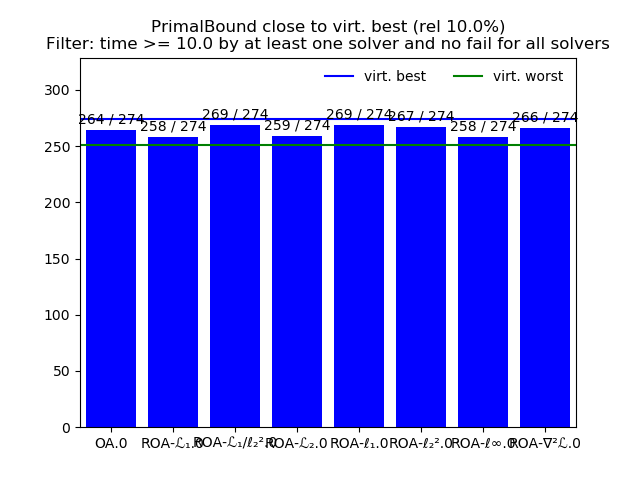 PrimalBound close to virt. best (rel 10.0%)
Filter: time >= 10.0 by at least one solver and no fail for all solvers
virt. best virt. worst
264 / 274 258 / 274 269 / 274 259 / 274 269 / 274 267 / 274 258 / 274 266 / 274
300
250
200
150
100
50
0
OA.0 ROA-ℒ₁.0 ROA-ℒ₁/ℓ₂².0 ROA-ℒ₂.0 ROA-ℓ₁.0 ROA-ℓ₂².0 ROA-ℓ∞.0 ROA-∇²ℒ.0